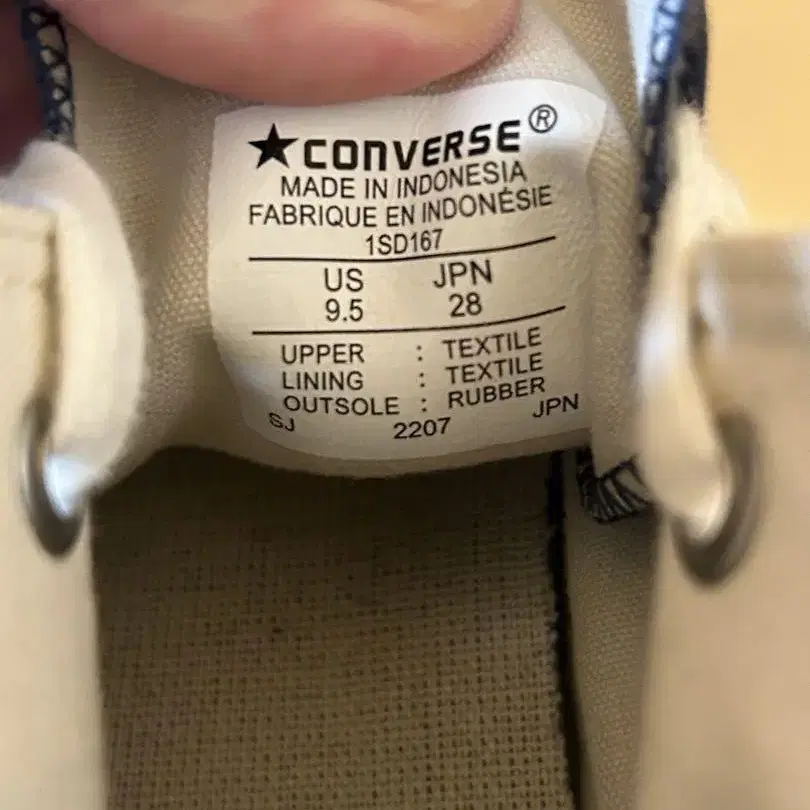 ★CONVERSE®
MADE IN INDONESIA
FABRIQUE EN INDONÉSIE
1SD167
US JPN
9.5 28
UPPER : TEXTILE
LINING : TEXTILE
OUTSOLE : RUBBER
SJ 2207 JPN